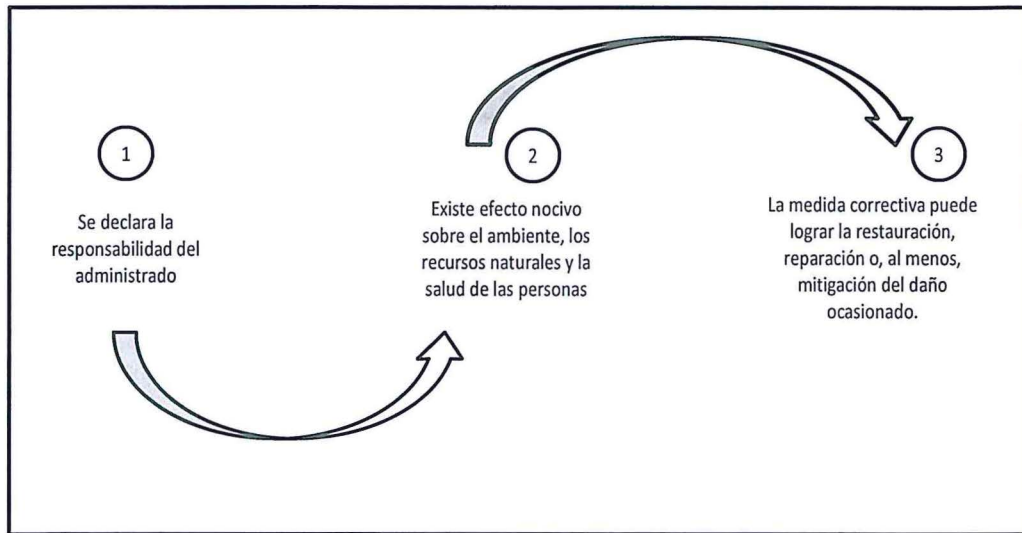 1
Se declara la
responsabilidad del
administrado
2
Existe efecto nocivo
sobre el ambiente, los
recursos naturales y la
salud de las personas
3
La medida correctiva puede
lograr la restauración,
reparación o, al menos,
mitigación del daño
ocasionado.